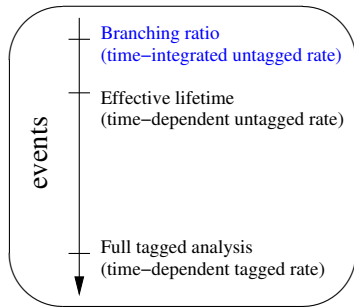 Branching ratio
(time−integrated untagged rate)
Effective lifetime
(time−dependent untagged rate)
events
Full tagged analysis
(time−dependent tagged rate)